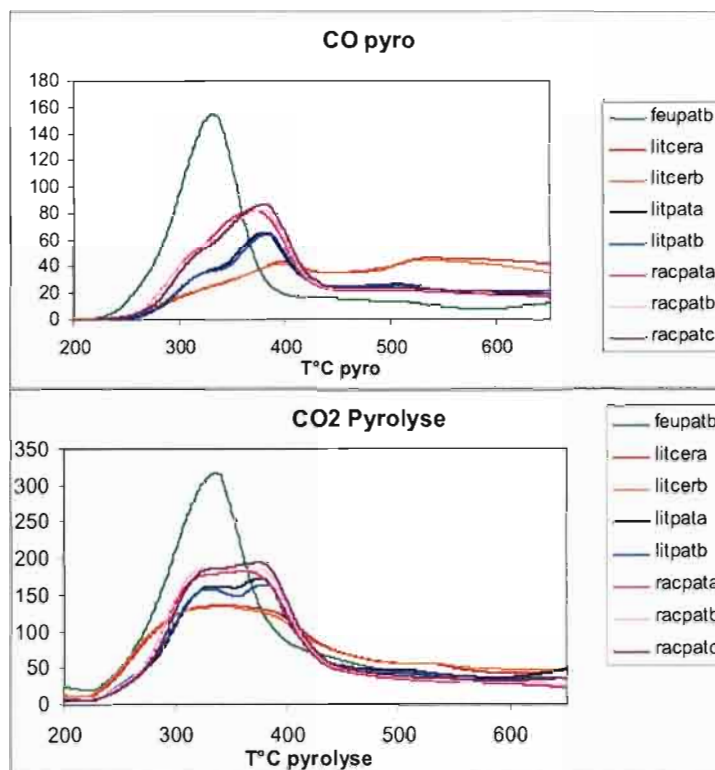 CO pyro
180
160
140
120
100
80
60
40
20
0
200 300 400 500 600
T°C pyro
feupatb
litcera
litcerb
litpata
litpatb
racpata
racpatb
racpatc
CO2 Pyrolyse
350
300
250
200
150
100
50
0
200 300 400 500 600
T°C pyrolyse
feupatb
litcera
litcerb
litpata
litpatb
racpata
racpatb
racpatc